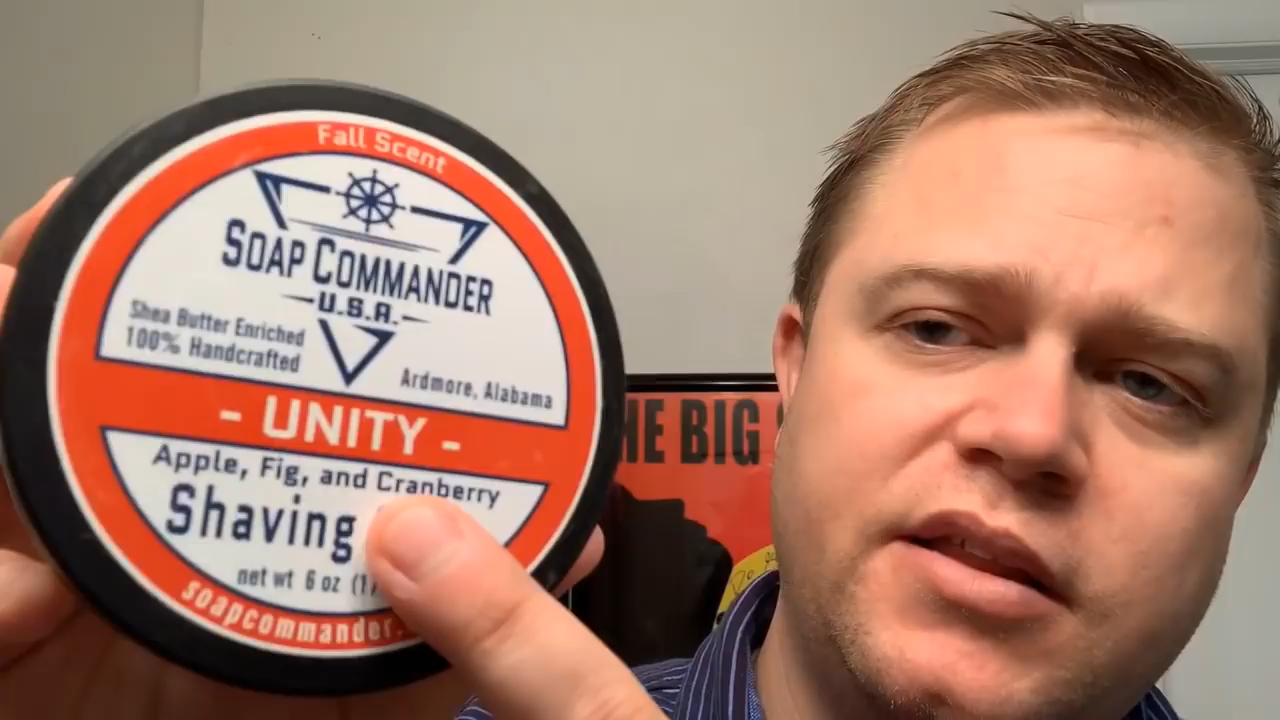 Fall Scent
SOAP COMMANDER
U.S.A.
Shea Butter Enriched
100% Handcrafted
Ardmore, Alabama
- UNITY -
Apple, Fig, and Cranberry
Shaving
net wt 6 oz
soapcommander.
BIG